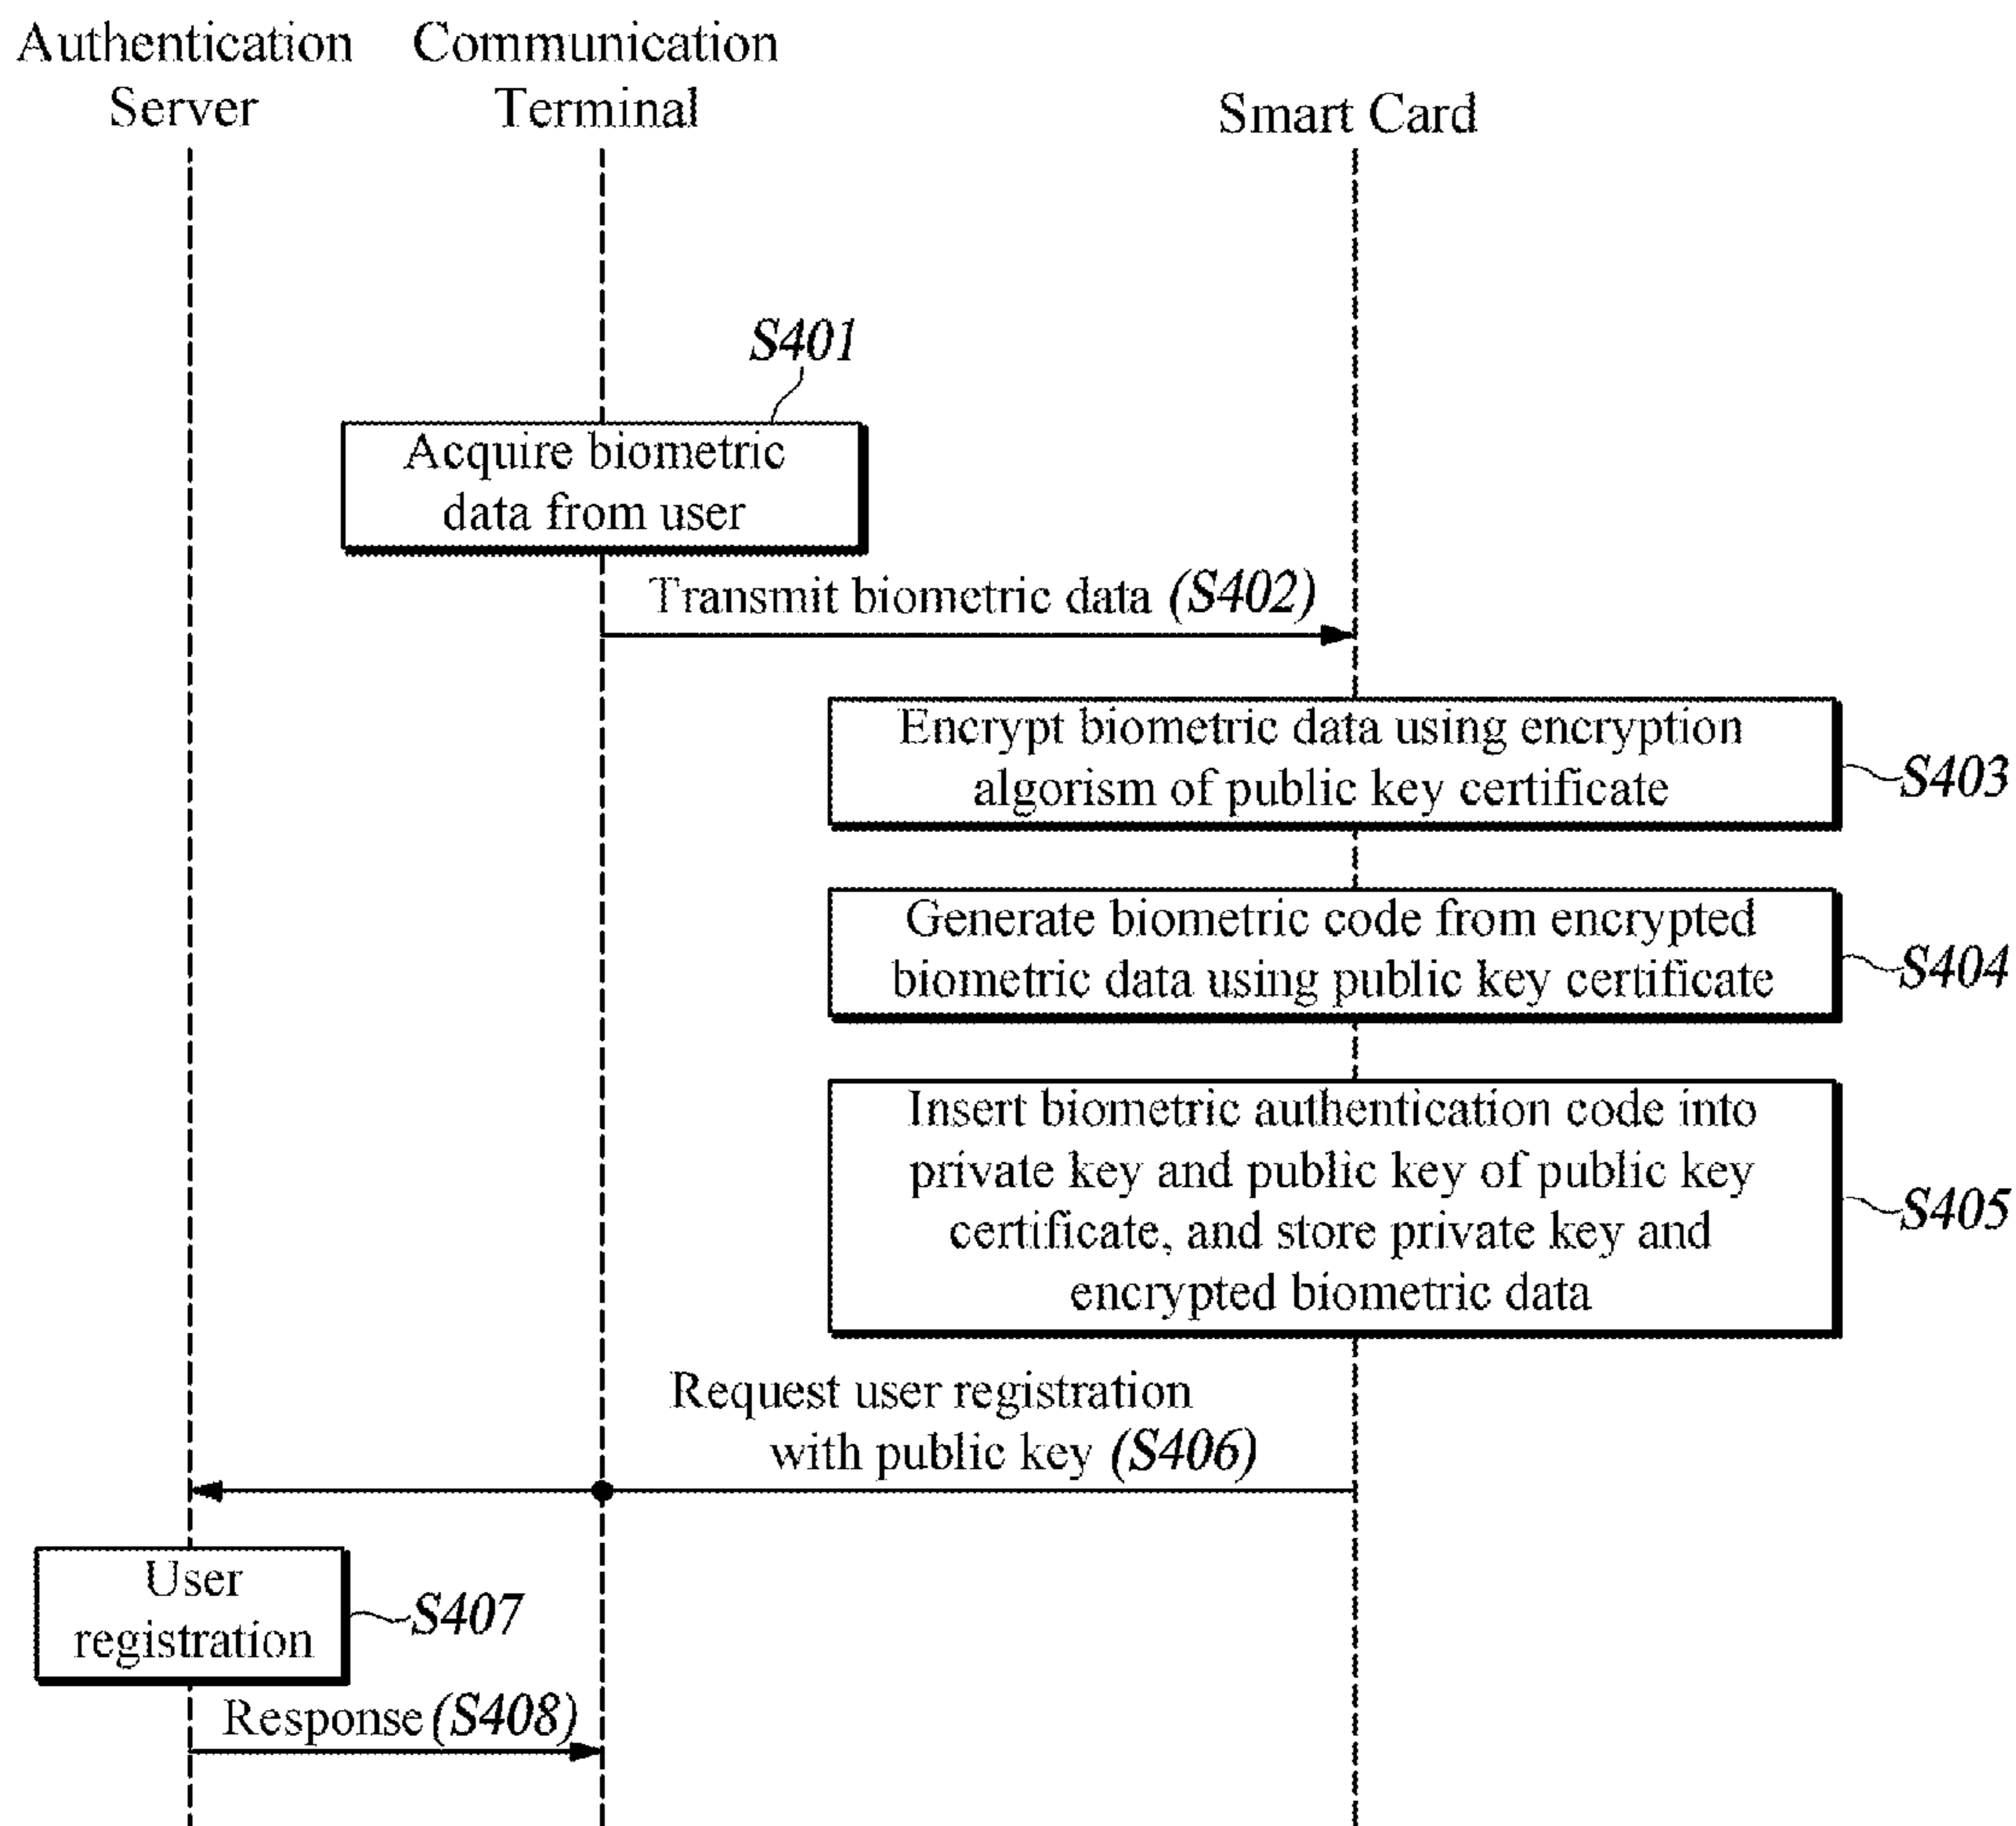 Authentication
Server
Communication
Terminal
Smart Card
S401
Acquire biometric
data from user
Transmit biometric data (S402)
Encrypt biometric data using encryption
algorism of public key certificate
S403
Generate biometric code from encrypted
biometric data using public key certificate
S404
Insert biometric authentication code into
private key and public key of public key
certificate, and store private key and
encrypted biometric data
S405
Request user registration
with public key (S406)
User
registration
S407
Response (S408)